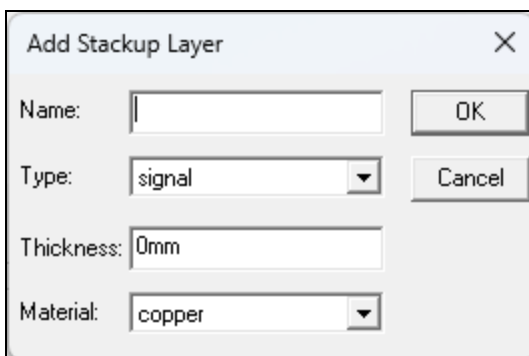 Add Stackup Layer
Name: OK
Type: signal Cancel
Thickness: 0mm
Material: copper